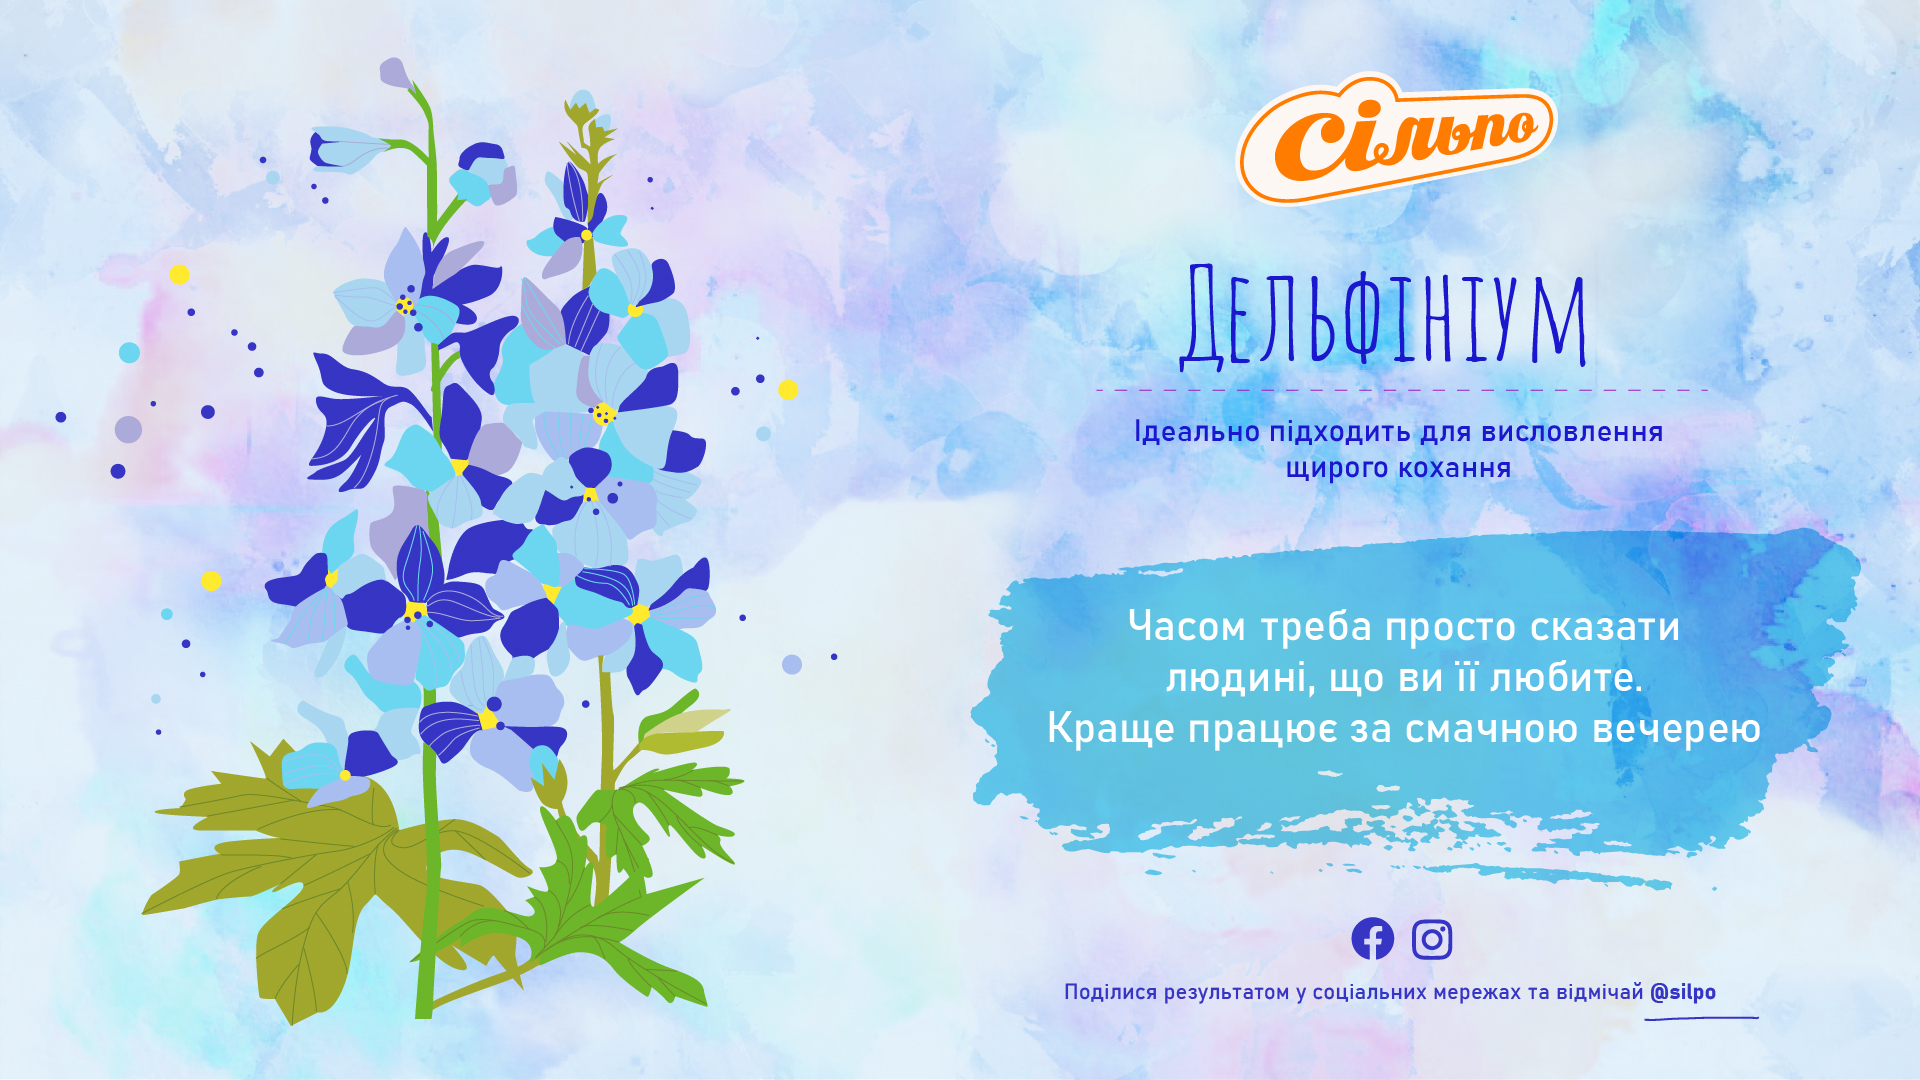 Сільпо
Дельфініум
Ідеально підходить для висловлення
щирого кохання
Часом треба просто сказати
людині, що ви її любите.
Краще працює за смачною вечерею
Поділися результатом у соціальних мережах та відмічай @silpo